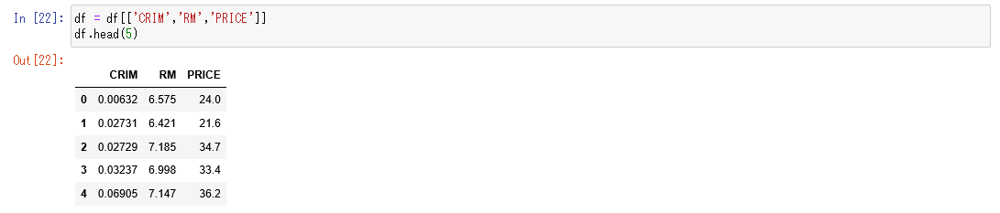 In [22]: df = df[['CRIM','RM','PRICE']]
df.head(5)
Out[22]:
CRIM RM PRICE
0 0.00632 6.575 24.0
1 0.02731 6.421 21.6
2 0.02729 7.185 34.7
3 0.03237 6.998 33.4
4 0.06905 7.147 36.2